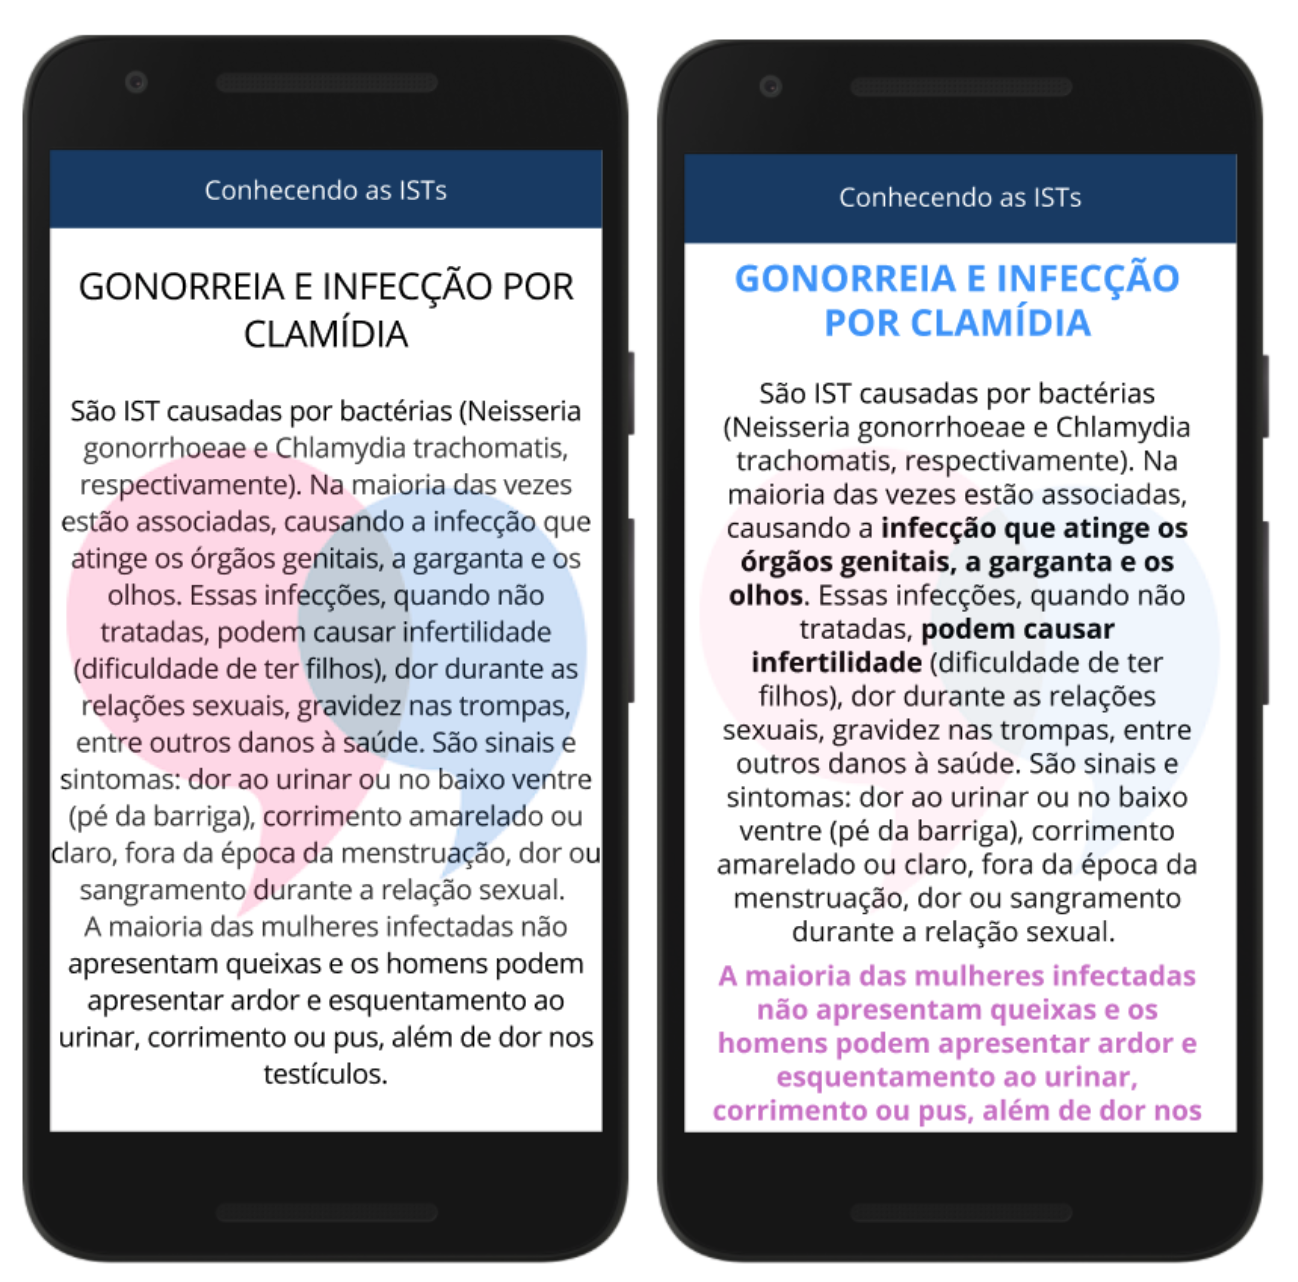 Conhecendo as ISTs
GONORREIA E INFECÇÃO POR
CLAMÍDIA
São IST causadas por bactérias (Neisseria
gonorrhoeae e Chlamydia trachomatis,
respectivamente). Na maioria das vezes
estão associadas, causando a infecção que
atinge os órgãos genitais, a garganta e os
olhos. Essas infecções, quando não
tratadas, podem causar infertilidade
(dificuldade de ter filhos), dor durante as
relações sexuais, gravidez nas trompas,
entre outros danos à saúde. São sinais e
sintomas: dor ao urinar ou no baixo ventre
(pé da barriga), corrimento amarelado ou
claro, fora da época da menstruação, dor ou
sangramento durante a relação sexual.
A maioria das mulheres infectadas não
apresentam queixas e os homens podem
apresentar ardor e esquentamento ao
urinar, corrimento ou pus, além de dor nos
testículos.
Conhecendo as ISTs
GONORREIA E INFECÇÃO
POR CLAMÍDIA
São IST causadas por bactérias
(Neisseria gonorrhoeae e Chlamydia
trachomatis, respectivamente). Na
maioria das vezes estão associadas,
causando a infecção que atinge os
órgãos genitais, a garganta e os
olhos. Essas infecções, quando não
tratadas, podem causar
infertilidade (dificuldade de ter
filhos), dor durante as relações
sexuais, gravidez nas trompas, entre
outros danos à saúde. São sinais e
sintomas: dor ao urinar ou no baixo
ventre (pé da barriga), corrimento
amarelado ou claro, fora da época da
menstruação, dor ou sangramento
durante a relação sexual.
A maioria das mulheres infectadas
não apresentam queixas e os
homens podem apresentar ardor e
esquentamento ao urinar,
corrimento ou pus, além de dor nos